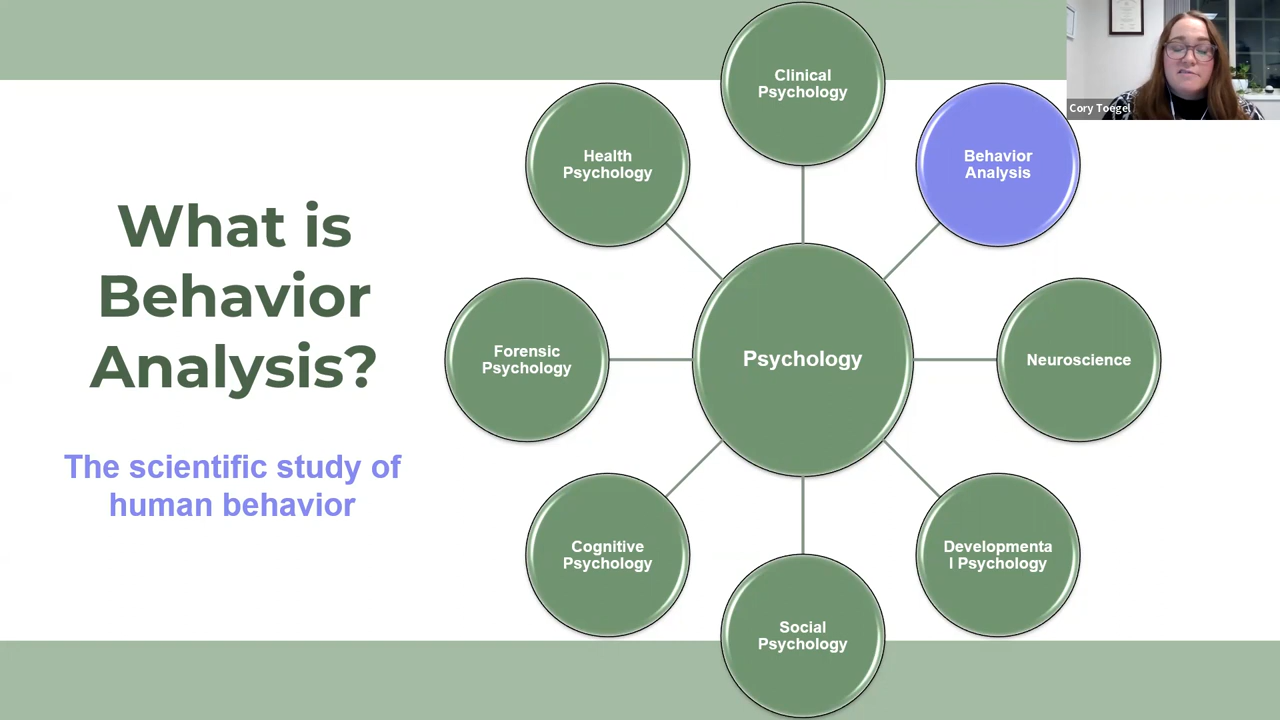 What is
Behavior
Analysis?
The scientific study of
human behavior
Clinical
Psychology
Behavior
Analysis
Neuroscience
Developmenta
l Psychology
Social
Psychology
Cognitive
Psychology
Forensic
Psychology
Health
Psychology
Psychology
Cory Toegel